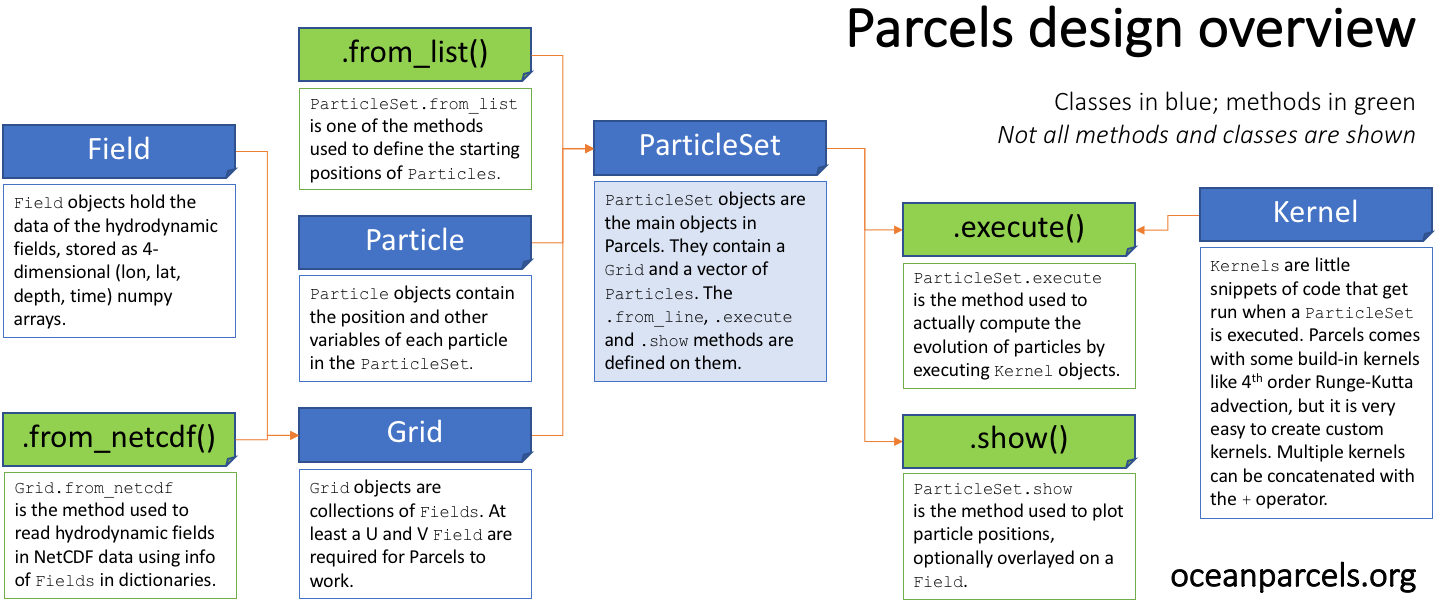 Parcels design overview
Classes in blue; methods in green
Not all methods and classes are shown
Field
Field objects hold the
data of the hydrodynamic
fields, stored as 4-
dimensional (lon, lat,
depth, time) numpy
arrays.
.from_netcdf()
Grid.from_netcdf
is the method used to
read hydrodynamic fields
in NetCDF data using info
of Fields in dictionaries.
.from_list()
ParticleSet.from_list
is one of the methods
used to define the starting
positions of Particles.
Particle
Particle objects contain
the position and other
variables of each particle
in the ParticleSet.
Grid
Grid objects are
collections of Fields. At
least a U and V Field are
required for Parcels to
work.
ParticleSet
ParticleSet objects are
the main objects in
Parcels. They contain a
Grid and a vector of
Particles. The
.from_line, .execute
and .show methods are
defined on them.
.execute()
ParticleSet.execute
is the method used to
actually compute the
evolution of particles by
executing Kernel objects.
.show()
ParticleSet.show
is the method used to plot
particle positions,
optionally overlayed on a
Field.
Kernel
Kernels are little
snippets of code that get
run when a ParticleSet
is executed. Parcels comes
with some build-in kernels
like 4th order Runge-Kutta
advection, but it is very
easy to create custom
kernels. Multiple kernels
can be concatenated with
the + operator.
oceanparcels.org